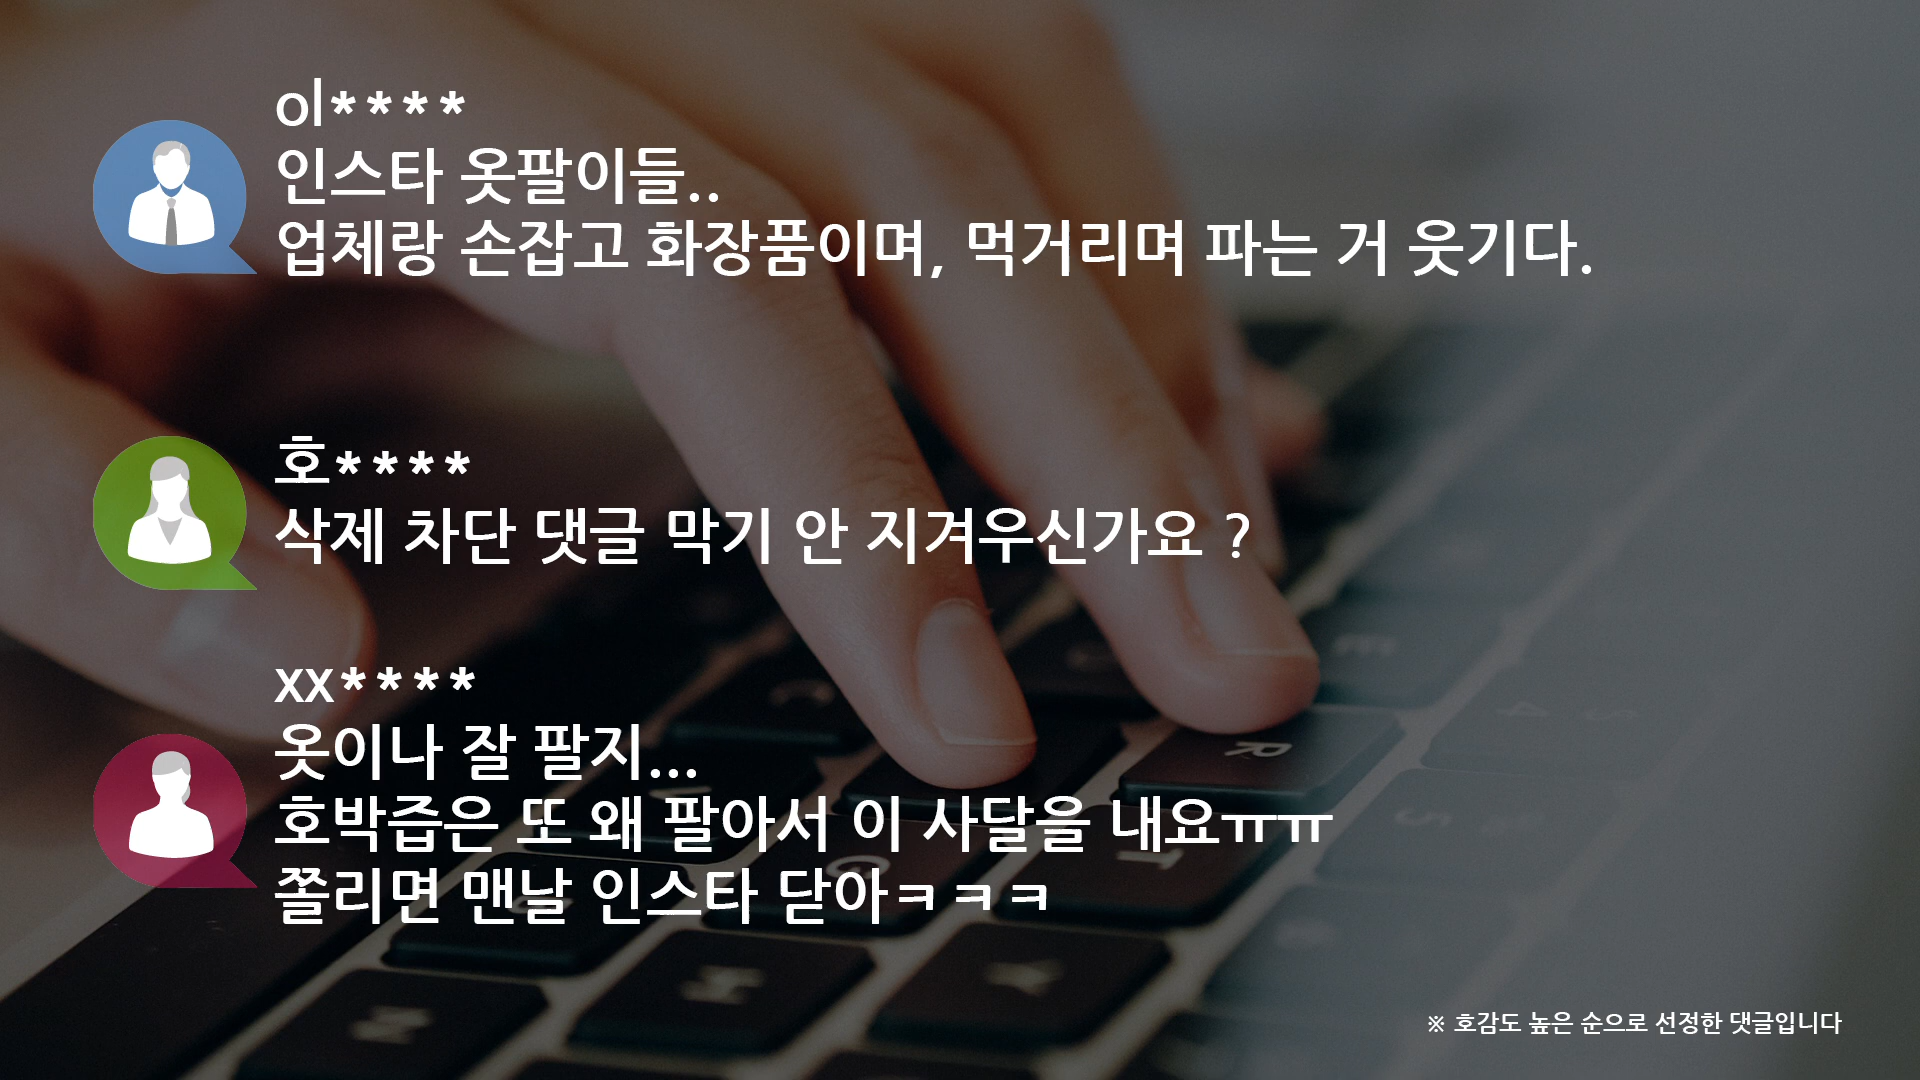 이****
인스타 옷팔이들..
업체랑 손잡고 화장품이며, 먹거리며 파는 거 웃기다.
호****
삭제 차단 댓글 막기 안 지겨우신가요 ?
xx****
옷이나 잘 팔지...
호박즙은 또 왜 팔아서 이 사달을 내요ㅠㅠ
쫄리면 맨날 인스타 닫아ㅋㅋㅋ
※ 호감도 높은 순으로 선정한 댓글입니다